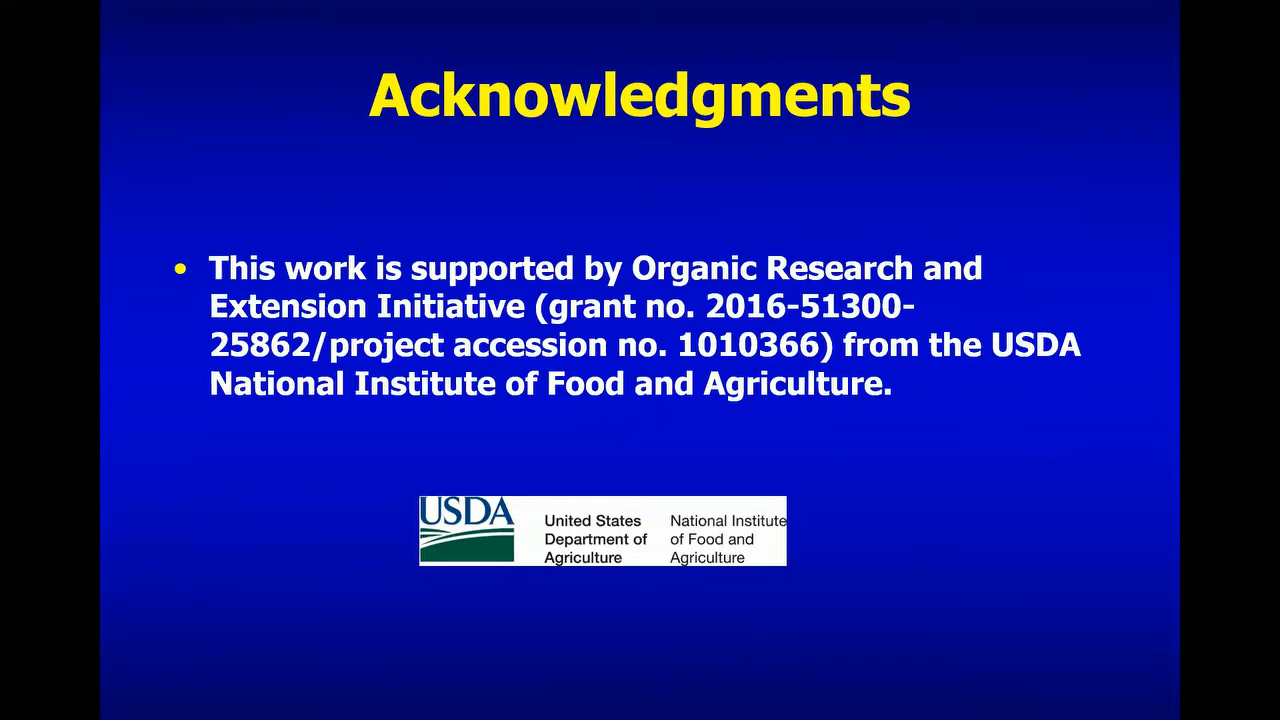 Acknowledgments
• This work is supported by Organic Research and
Extension Initiative (grant no. 2016-51300-
25862/project accession no. 1010366) from the USDA
National Institute of Food and Agriculture.
USDA
United States
Department of
Agriculture
National Institute
of Food and
Agriculture